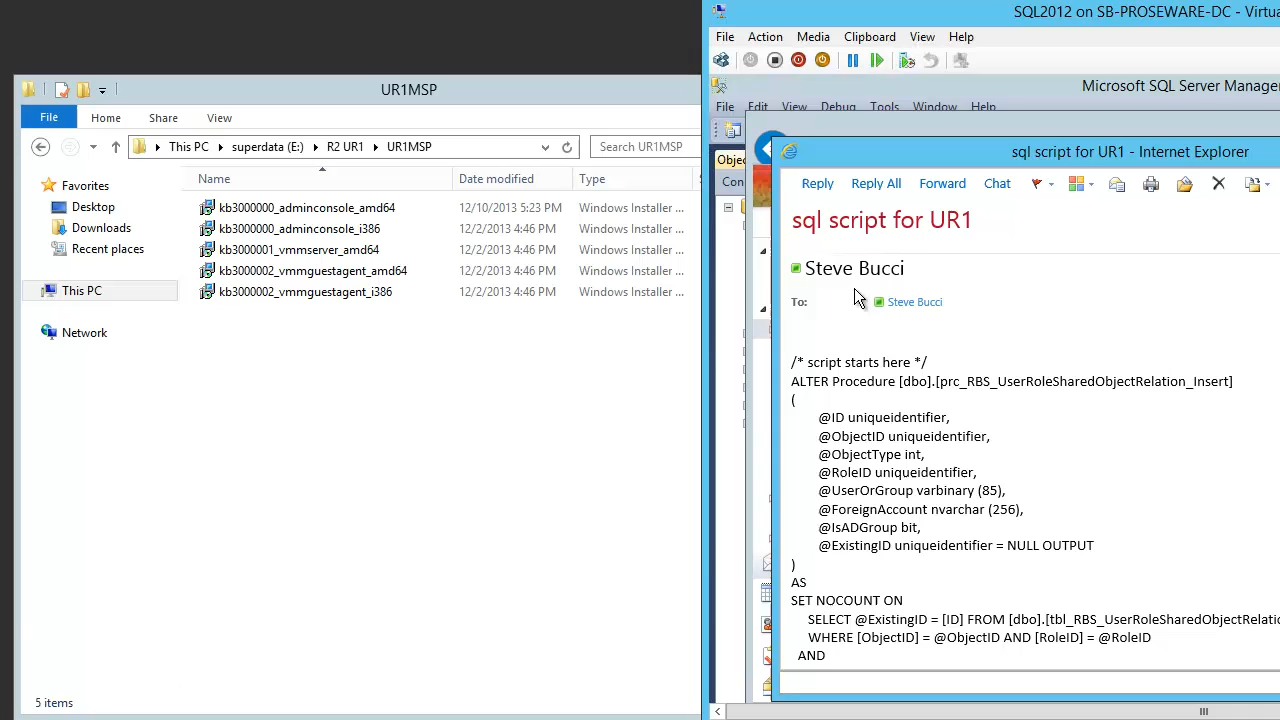 UR1MSP
File Home Share View
This PC superdata (E:) R2 UR1 UR1MSP
Search UR1MSP
Name Date modified Type
Favorites
Desktop
Downloads
Recent places
This PC
Network
kb3000000_adminconsole_amd64 12/10/2013 5:23 PM Windows Installer ...
kb3000000_adminconsole_i386 12/2/2013 4:46 PM Windows Installer ...
kb3000001_vmmserver_amd64 12/2/2013 4:46 PM Windows Installer ...
kb3000002_vmmguestagent_amd64 12/2/2013 4:46 PM Windows Installer ...
kb3000002_vmmguestagent_i386 12/2/2013 4:46 PM Windows Installer ...
5 items
SQL2012 on SB-PROSEWARE-DC - Virtua
File Action Media Clipboard View Help
Microsoft SQL Server Manager
File Edit View Debug Tools Window Help
Objec
Con
sql script for UR1 - Internet Explorer
Reply Reply All Forward Chat
sql script for UR1
Steve Bucci
To: Steve Bucci
/* script starts here */
ALTER Procedure [dbo].[prc_RBS_UserRoleSharedObjectRelation_Insert]
(
@ID uniqueidentifier,
@ObjectID uniqueidentifier,
@ObjectType int,
@RoleID uniqueidentifier,
@UserOrGroup varbinary (85),
@ForeignAccount nvarchar (256),
@IsADGroup bit,
@ExistingID uniqueidentifier = NULL OUTPUT
)
AS
SET NOCOUNT ON
SELECT @ExistingID = [ID] FROM [dbo].[tbl_RBS_UserRoleSharedObjectRelatio
WHERE [ObjectID] = @ObjectID AND [RoleID] = @RoleID
AND